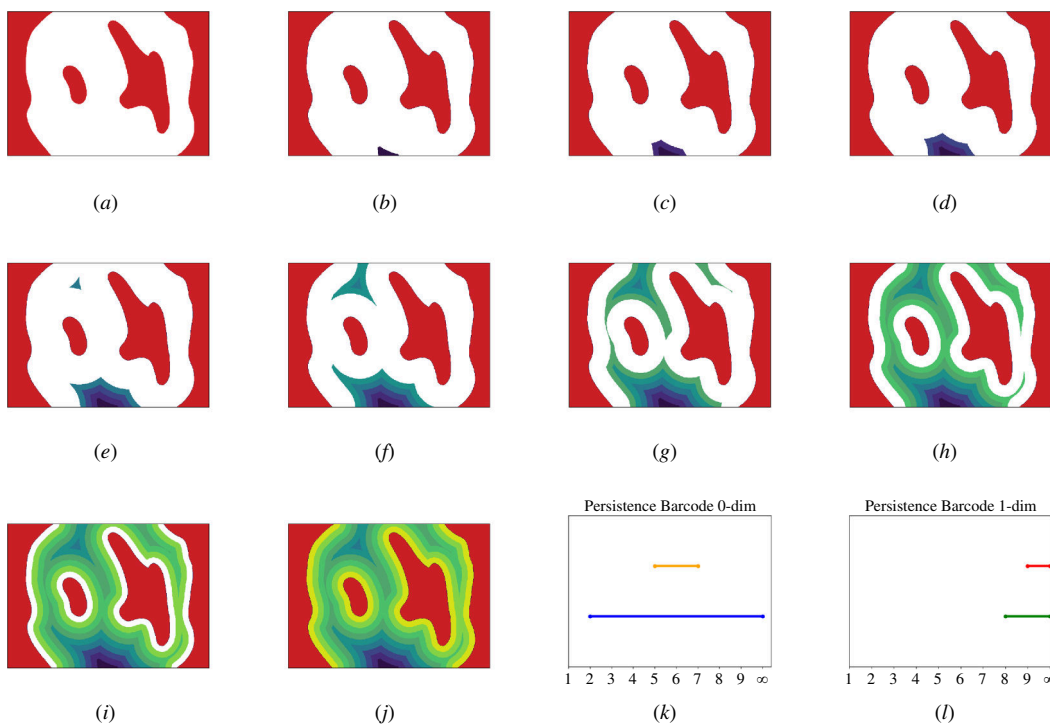 (a)
(b)
(c)
(d)
(e)
(f)
(g)
(h)
Persistence Barcode 0-dim
Persistence Barcode 1-dim
1 2 3 4 5 6 7 8 9 ∞
1 2 3 4 5 6 7 8 9 ∞
(i)
(j)
(k)
(l)